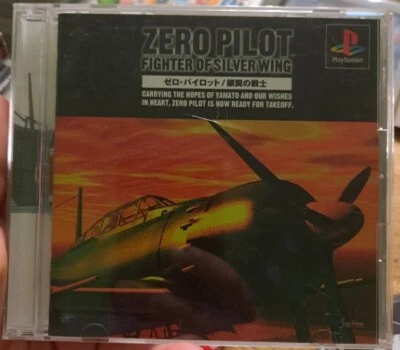 ZERO PILOT
FIGHTER OF SILVER WING
ゼロ・パイロット/銀翼の戦士
CARRYING THE HOPES OF YAMATO AND OUR WISHES
IN HEART, ZERO PILOT IS NOW READY FOR TAKEOFF.
PlayStation